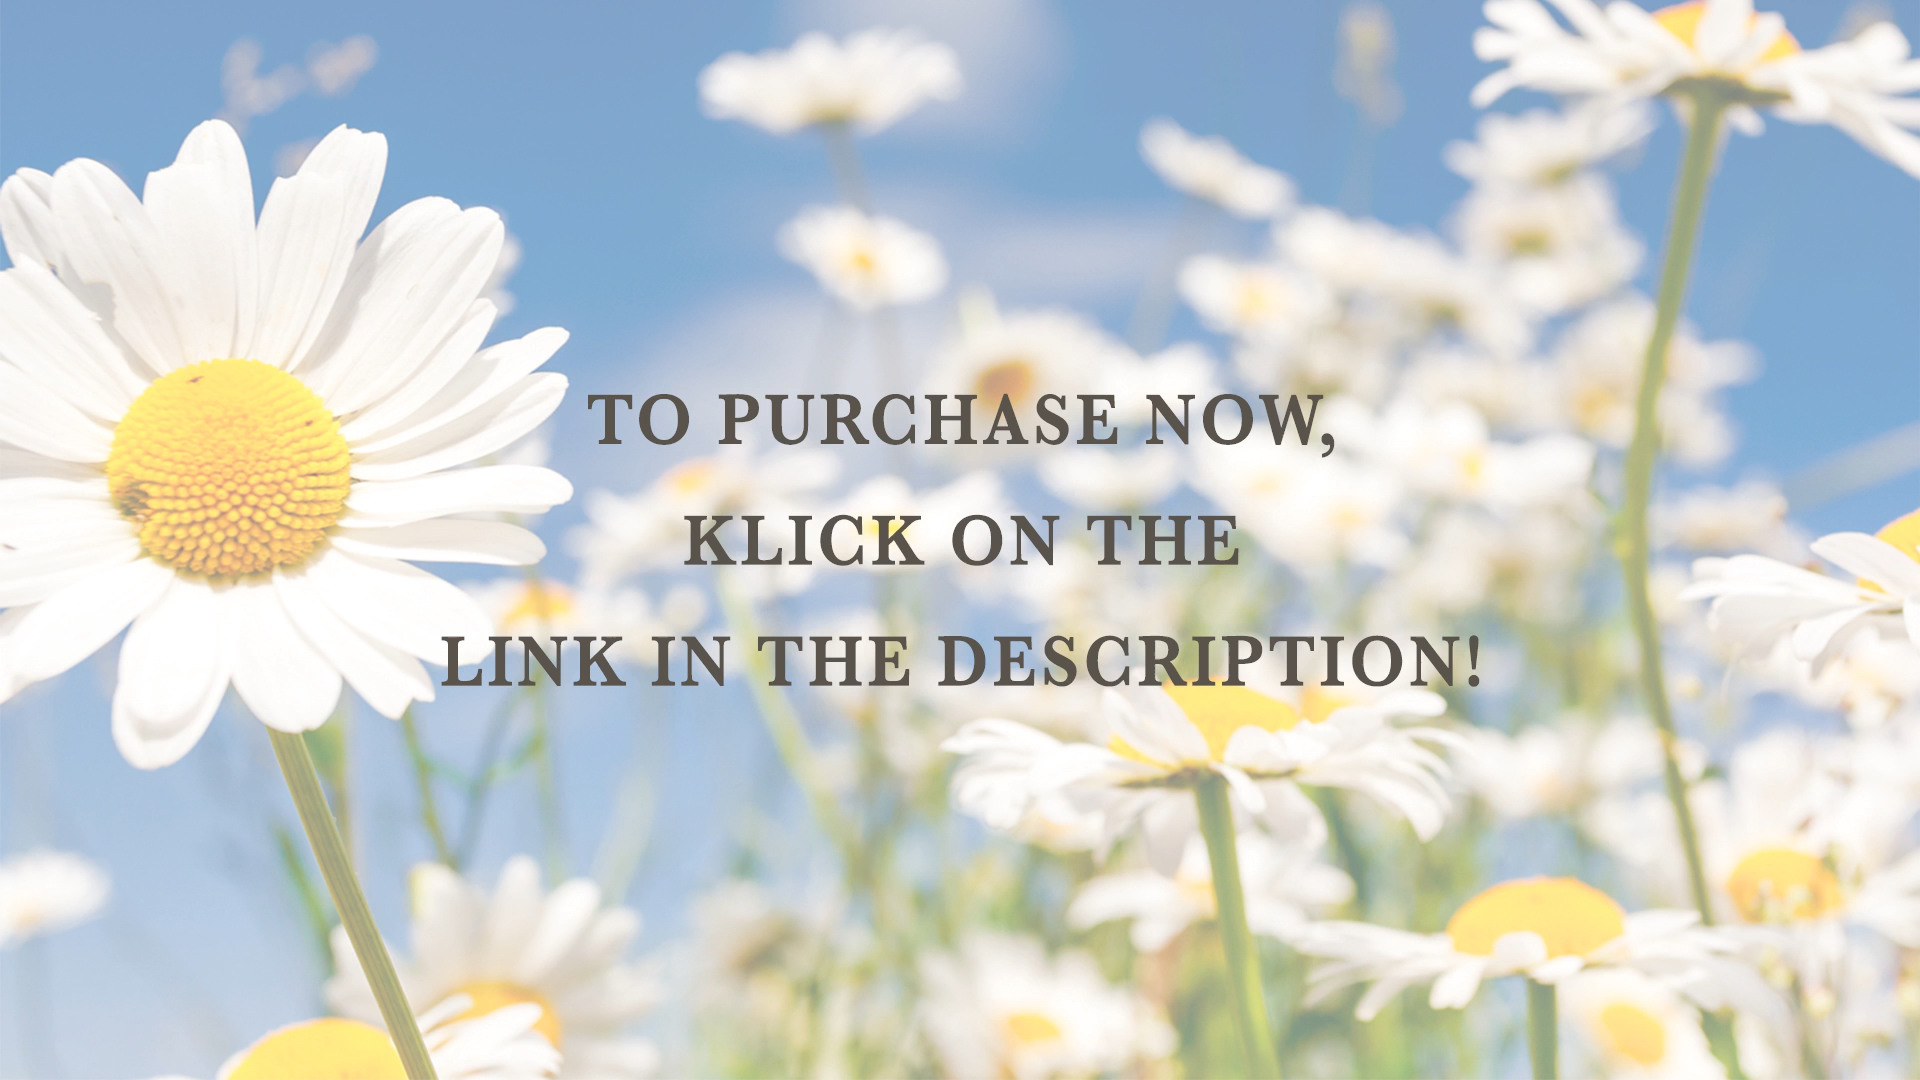 TO PURCHASE NOW,
KLICK ON THE
LINK IN THE DESCRIPTION!